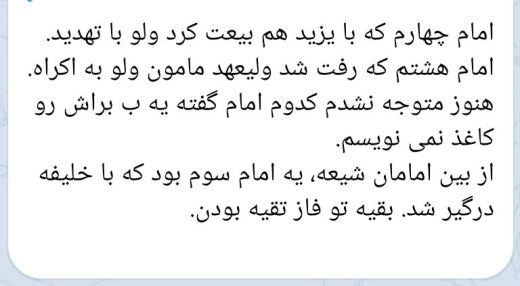 امام چهارم که با یزید هم بیعت کرد ولو با تهدید.
امام هشتم که رفت شد ولیعهد مامون ولو به اکراه.
هنوز متوجه نشدم کدوم امام گفته یه ب براش رو
کاغذ نمی نویسم.
از بین امامان شیعه، یه امام سوم بود که با خلیفه
درگیر شد. بقیه تو فاز تقیه بودن.